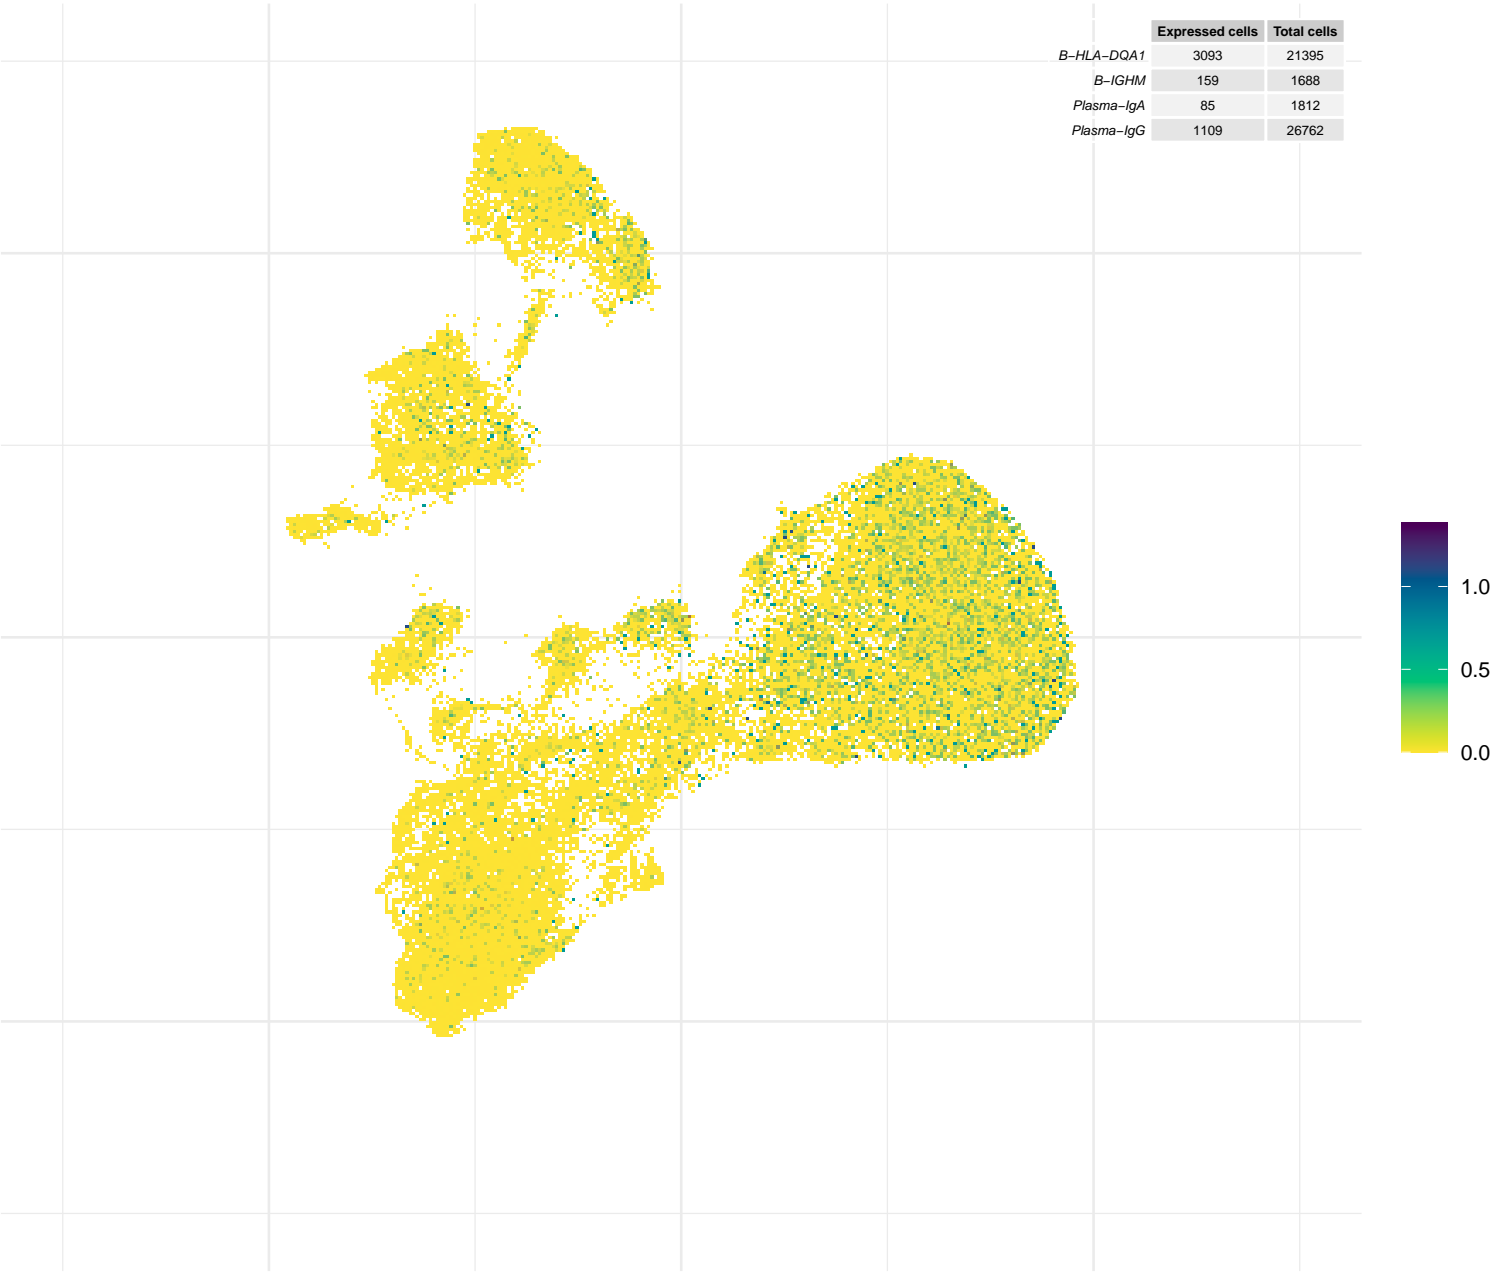 Expressed cells Total cells
B−HLA−DQA1 3093 21395
B−IGHM 159 1688
Plasma−IgA 85 1812
Plasma−IgG 1109 26762
1.0
0.5
0.0